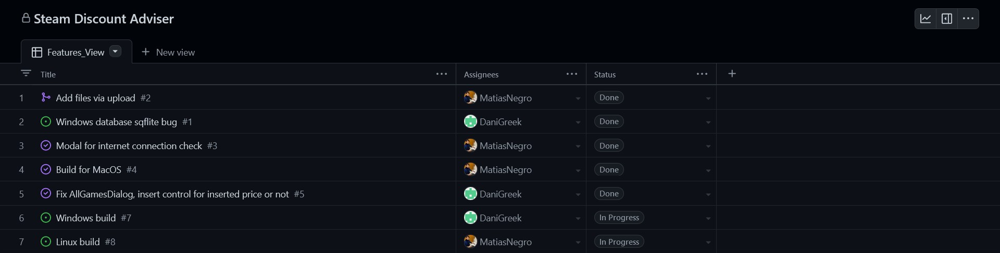 Steam Discount Adviser
Features_View New view
Title Assignees Status
1 Add files via upload #2 MatiasNegro Done
2 Windows database sqflite bug #1 DaniGreek Done
3 Modal for internet connection check #3 MatiasNegro Done
4 Build for MacOS #4 MatiasNegro Done
5 Fix AllGamesDialog, insert control for inserted price or not #5 DaniGreek Done
6 Windows build #7 DaniGreek In Progress
7 Linux build #8 MatiasNegro In Progress